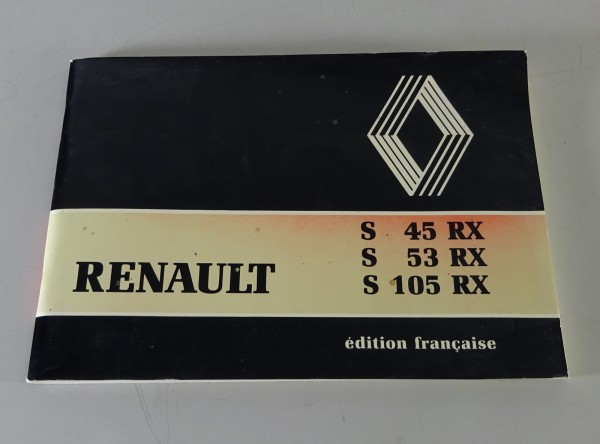 S 45 RX
S 53 RX
S 105 RX
RENAULT
édition française